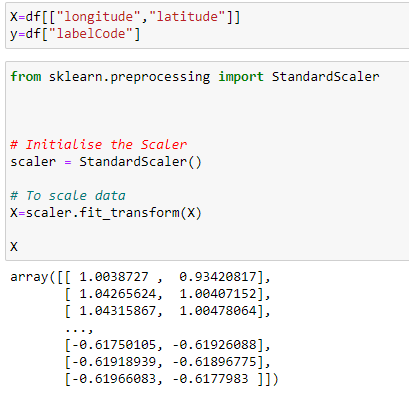 X=df[["longitude","latitude"]]
y=df["labelCode"]
from sklearn.preprocessing import StandardScaler
# Initialise the Scaler
scaler = StandardScaler()
# To scale data
X=scaler.fit_transform(X)
X
array([[ 1.0038727 ,  0.93420817],
       [ 1.04265624,  1.00407152],
       [ 1.04315867,  1.00478064],
       ...,
       [-0.61750105, -0.61926088],
       [-0.61918939, -0.61896775],
       [-0.61966083, -0.6177983 ]])